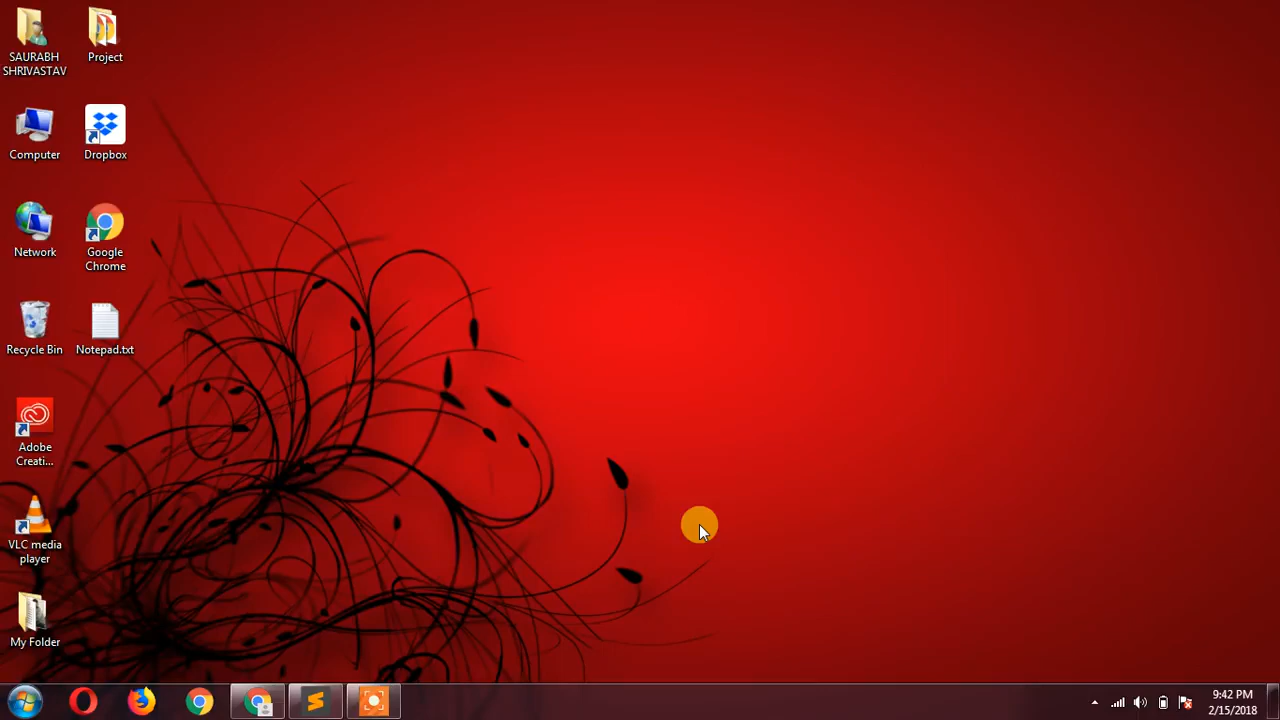 SAURABH
SHRIVASTAV
Project
Computer
Dropbox
Network
Google
Chrome
Recycle Bin
Notepad.txt
Adobe
Creati...
VLC media
player
My Folder
9:42 PM
2/15/2018